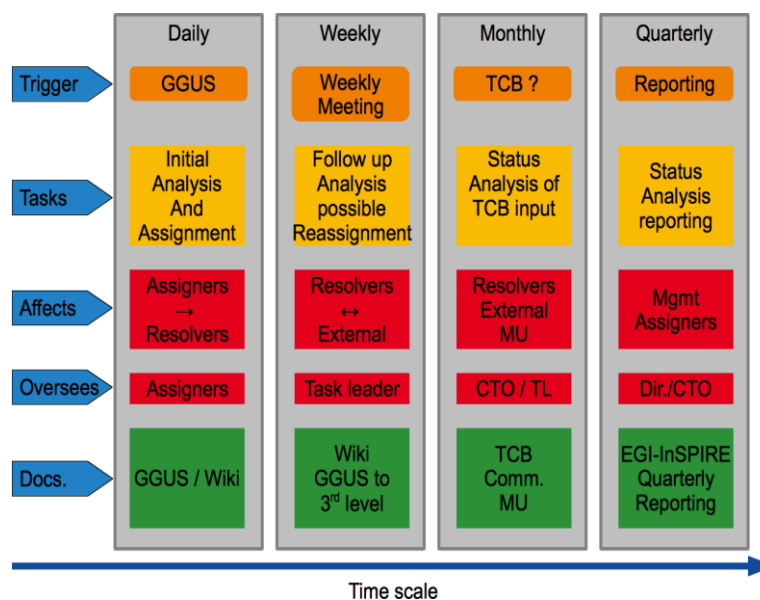 Daily
Weekly
Monthly
Quarterly
Trigger
GGUS
Weekly
Meeting
TCB ?
Reporting
Tasks
Initial
Analysis
And
Assignment
Follow up
Analysis
possible
Reassignment
Status
Analysis of
TCB input
Status
Analysis
reporting
Affects
Assigners
→
Resolvers
Resolvers
↔
External
Resolvers
External
MU
Mgmt
Assigners
Oversees
Assigners
Task leader
CTO / TL
Dir./CTO
Docs.
GGUS / Wiki
Wiki
GGUS to
3rd level
TCB
Comm.
MU
EGI-InSPIRE
Quarterly
Reporting
Time scale